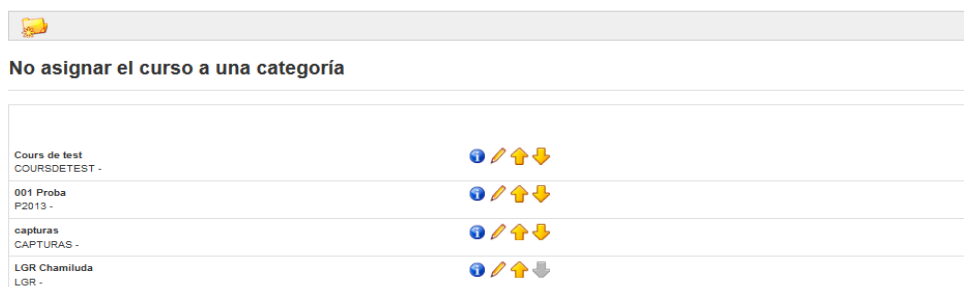 No asignar el curso a una categoría
Cours de test
COURSDETEST -
001 Proba
P2013 -
capturas
CAPTURAS -
LGR Chamiluda
LGR -